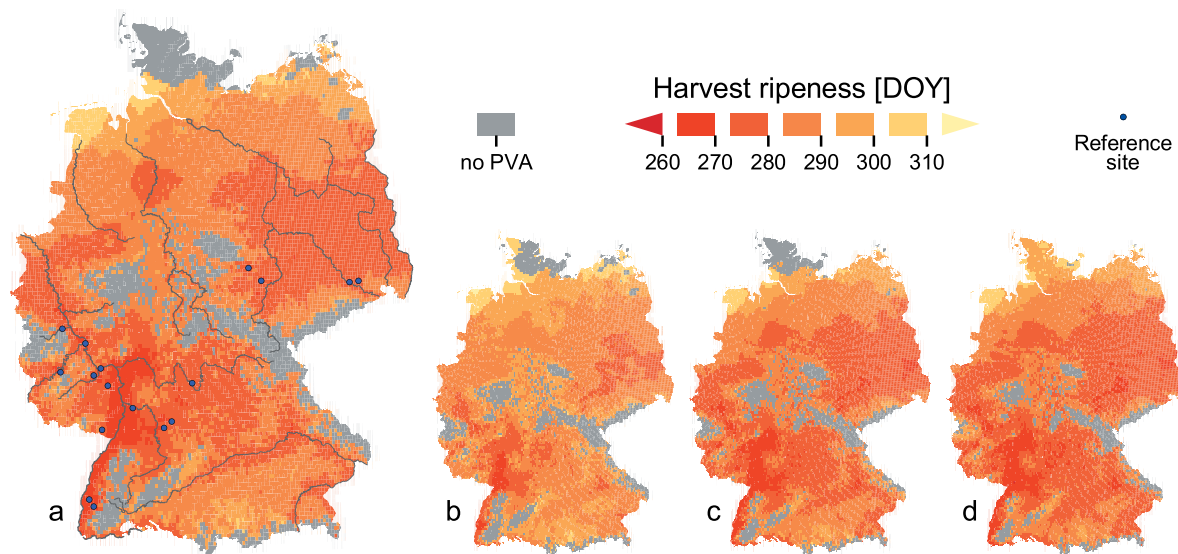 Harvest ripeness [DOY]
no PVA
260 270 280 290 300 310
Reference
site
a
b
c
d